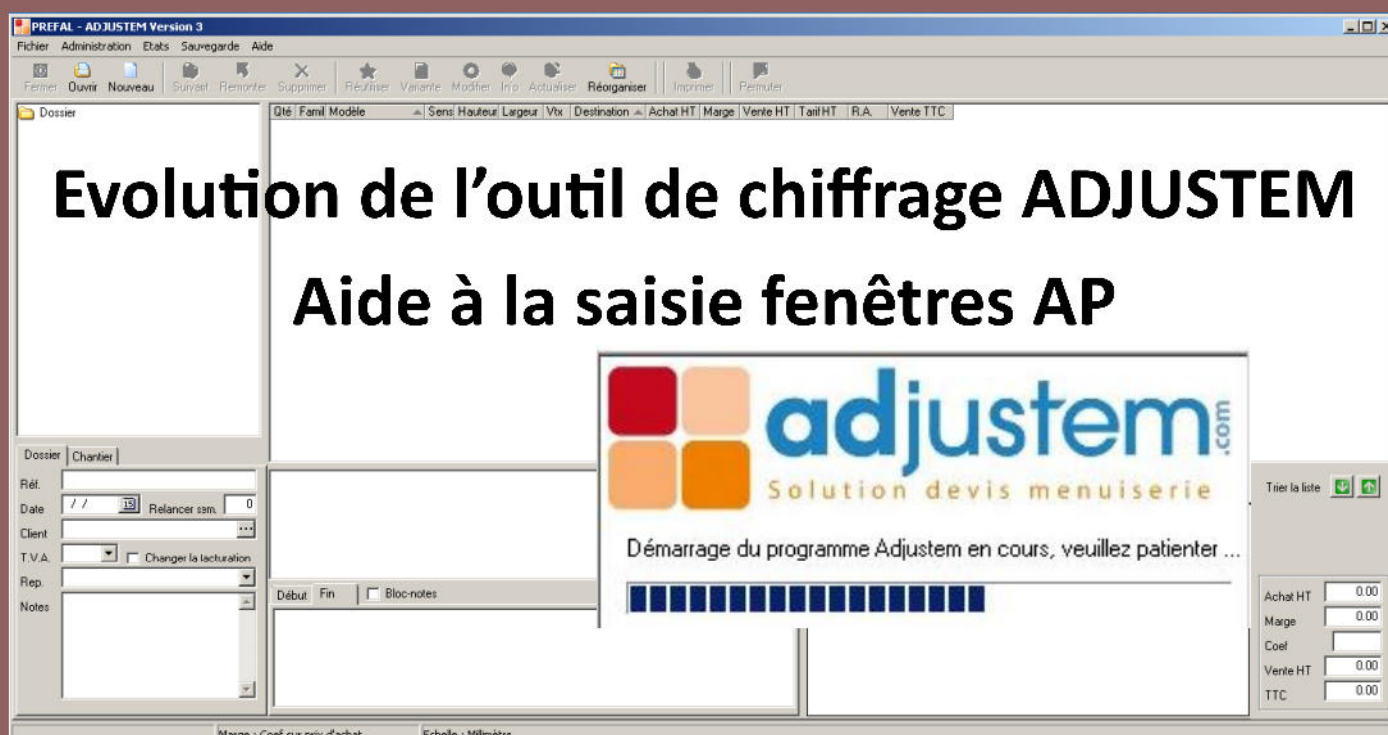 PREFAL - ADJUSTEM Version 3
Fichier Administration Etats Sauvegarde Aide
Fermer Ouvrir Nouveau Suivant Remonter Supprimer Réutiliser Variante Modifier Info Actualiser Réorganiser Imprimer Permuter
Dossier
Qté Famil Modèle Sens Hauteur Largeur Vtx Destination Achat HT Marge Vente HT Tarif HT R.A. Vente TTC
Evolution de l’outil de chiffrage ADJUSTEM
Aide à la saisie fenêtres AP
adjustem.com
Solution devis menuiserie
Démarrage du programme Adjustem en cours, veuillez patienter ...
Dossier Chantier
Réf.
Date / / 15 Relancer sem. 0
Client ...
T.V.A. Changer la facturation
Rep.
Notes
Début Fin Bloc-notes
Trier la liste
Achat HT 0.00
Marge 0.00
Coef
Vente HT 0.00
TTC 0.00
Marge : Coef sur prix d'achat Echelle : Millimètre